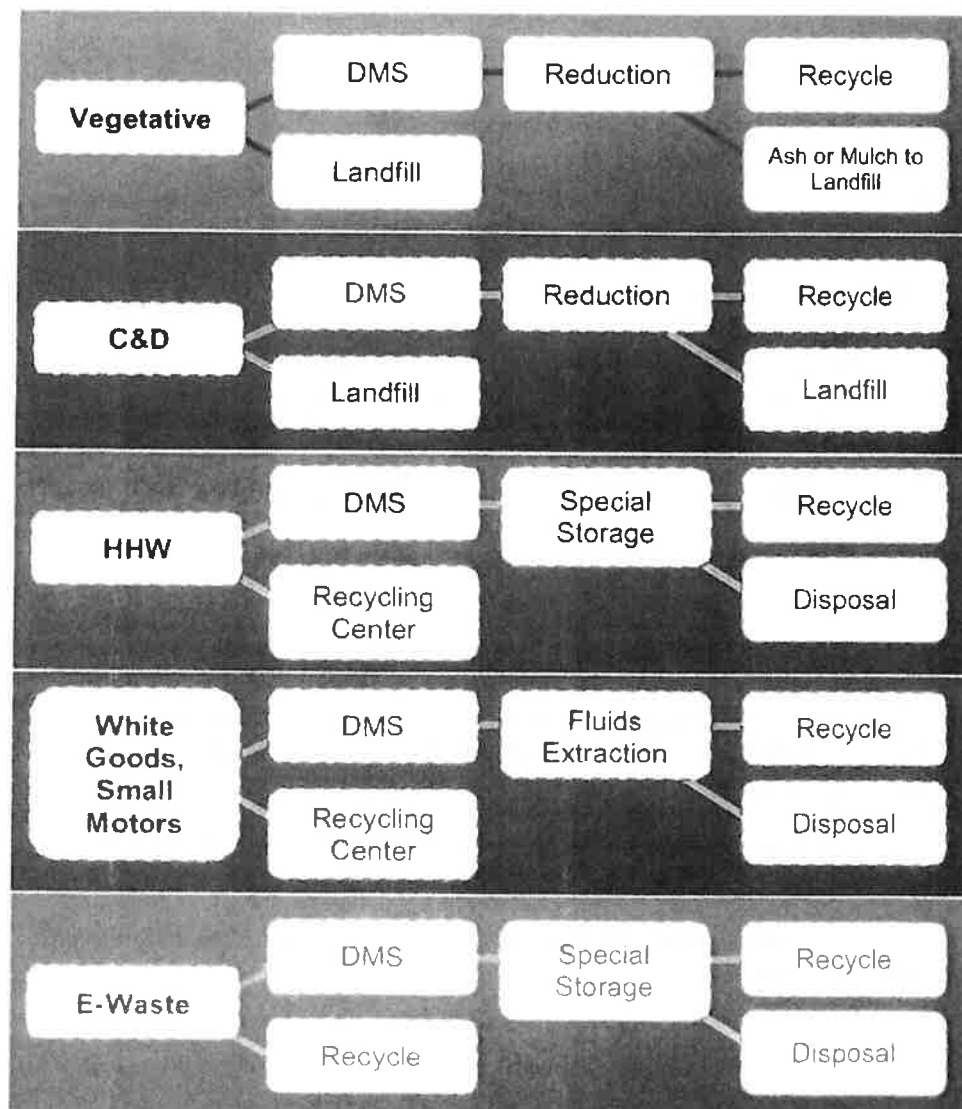 DMS
Reduction
Recycle
Vegetative
Landfill
Ash or Mulch to
Landfill
DMS
Reduction
Recycle
C&D
Landfill
Landfill
DMS
Special
Storage
Recycle
HHW
Recycling
Center
Disposal
White
Goods,
Small
Motors
DMS
Fluids
Extraction
Recycle
Recycling
Center
Disposal
DMS
Special
Storage
Recycle
E-Waste
Recycle
Disposal